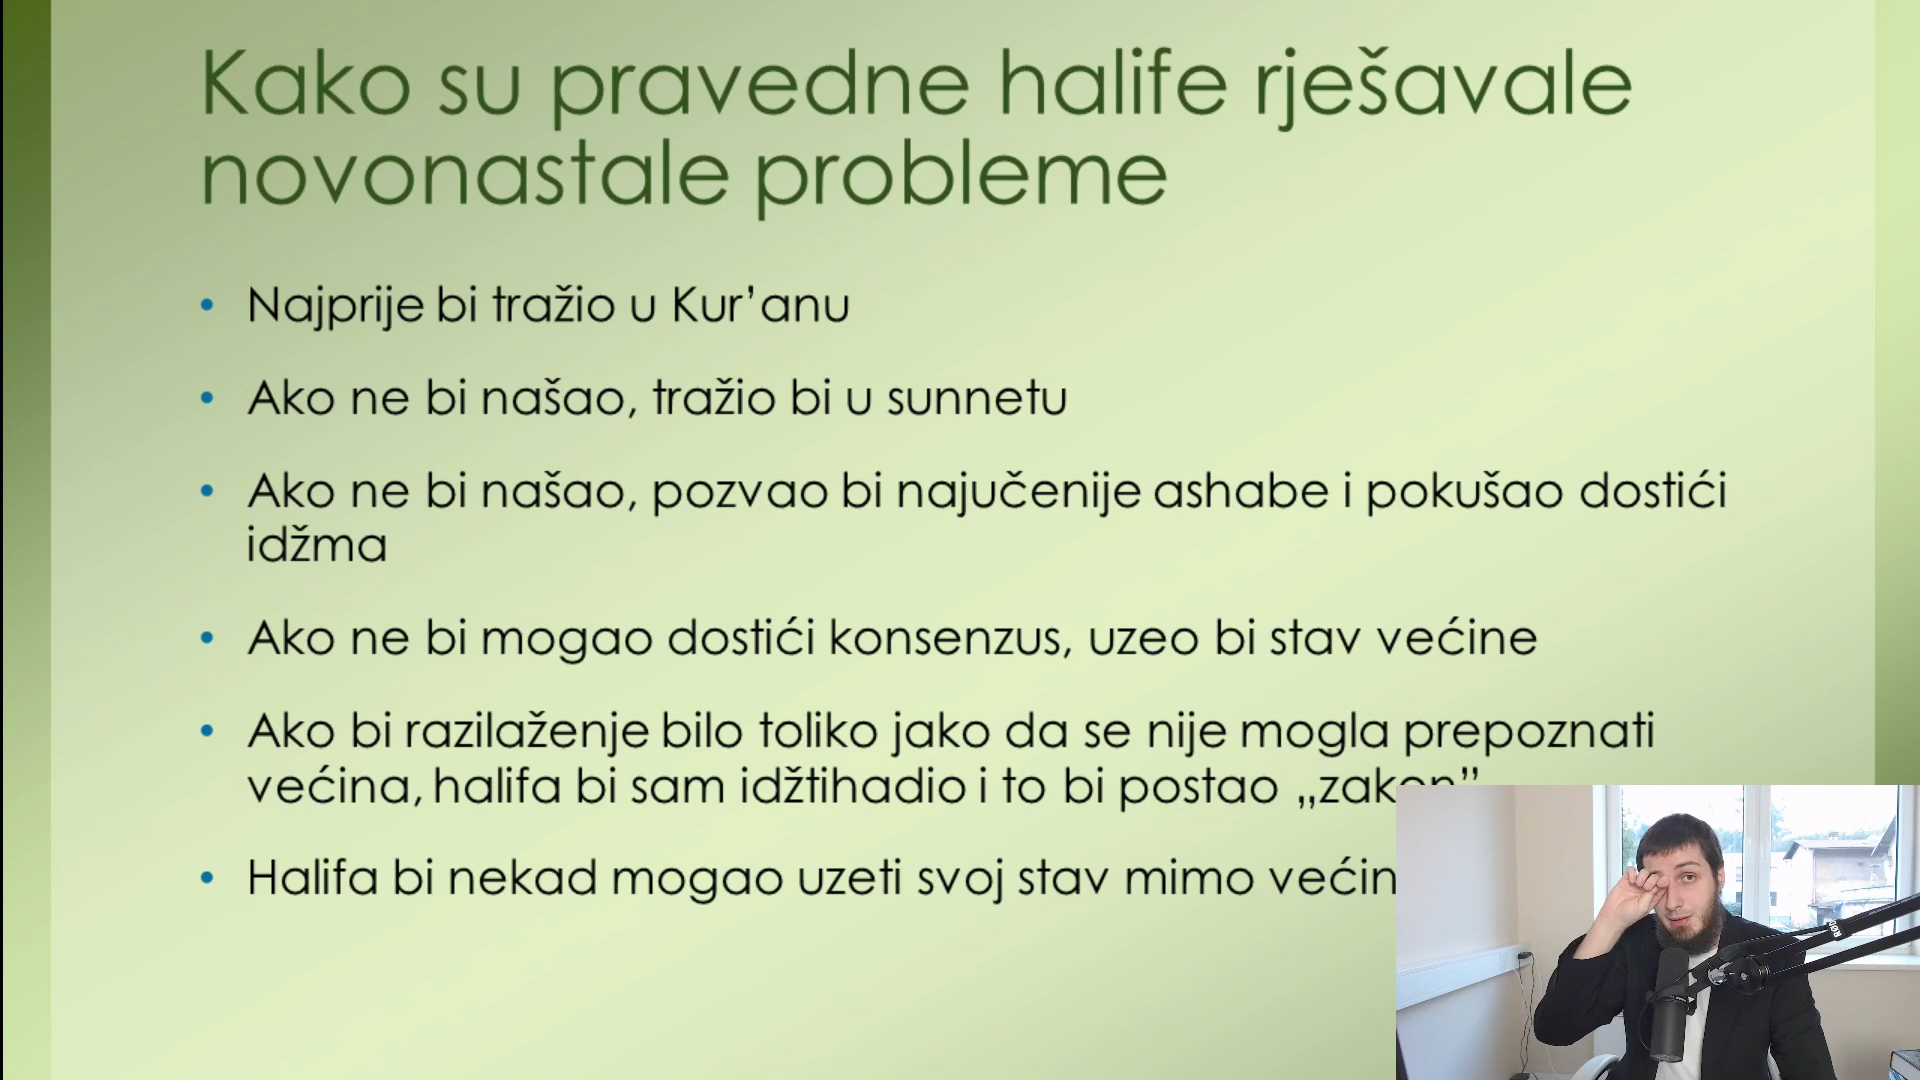 Kako su pravedne halife rješavale
novonastale probleme
• Najprije bi tražio u Kur’anu
• Ako ne bi našao, tražio bi u sunnetu
• Ako ne bi našao, pozvao bi najučenije ashabe i pokušao dostići
idžma
• Ako ne bi mogao dostići konsenzus, uzeo bi stav većine
• Ako bi razilaženje bilo toliko jako da se nije mogla prepoznati
većina, halifa bi sam idžtihadio i to bi postao „zakon”
• Halifa bi nekad mogao uzeti svoj stav mimo